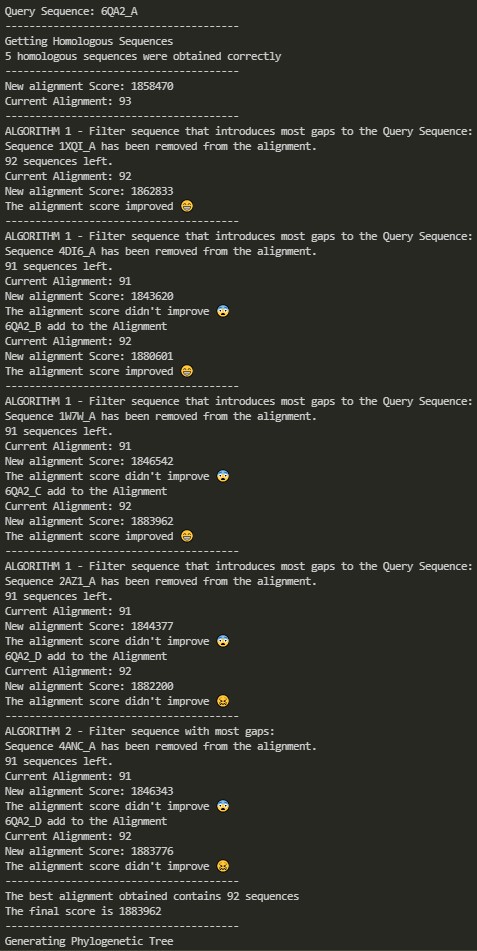 Query Sequence: 6QA2_A
---------------------------------------
Getting Homologous Sequences
5 homologous sequences were obtained correctly
---------------------------------------
New alignment Score: 1858470
Current Alignment: 93
---------------------------------------
ALGORITHM 1 - Filter sequence that introduces most gaps to the Query Sequence:
Sequence 1XQI_A has been removed from the alignment.
92 sequences left.
Current Alignment: 92
New alignment Score: 1862833
The alignment score improved 😁
---------------------------------------
ALGORITHM 1 - Filter sequence that introduces most gaps to the Query Sequence:
Sequence 4DI6_A has been removed from the alignment.
91 sequences left.
Current Alignment: 91
New alignment Score: 1843620
The alignment score didn't improve 😨
6QA2_B add to the Alignment
Current Alignment: 92
New alignment Score: 1880601
The alignment score improved 😁
---------------------------------------
ALGORITHM 1 - Filter sequence that introduces most gaps to the Query Sequence:
Sequence 1W7W_A has been removed from the alignment.
91 sequences left.
Current Alignment: 91
New alignment Score: 1846542
The alignment score didn't improve 😨
6QA2_C add to the Alignment
Current Alignment: 92
New alignment Score: 1883962
The alignment score improved 😁
---------------------------------------
ALGORITHM 1 - Filter sequence that introduces most gaps to the Query Sequence:
Sequence 2AZ1_A has been removed from the alignment.
91 sequences left.
Current Alignment: 91
New alignment Score: 1844377
The alignment score didn't improve 😨
6QA2_D add to the Alignment
Current Alignment: 92
New alignment Score: 1882200
The alignment score didn't improve 😖
---------------------------------------
ALGORITHM 2 - Filter sequence with most gaps:
Sequence 4ANC_A has been removed from the alignment.
91 sequences left.
Current Alignment: 91
New alignment Score: 1846343
The alignment score didn't improve 😨
6QA2_D add to the Alignment
Current Alignment: 92
New alignment Score: 1883776
The alignment score didn't improve 😖
---------------------------------------
The best alignment obtained contains 92 sequences
The final score is 1883962
---------------------------------------
Generating Phylogenetic Tree